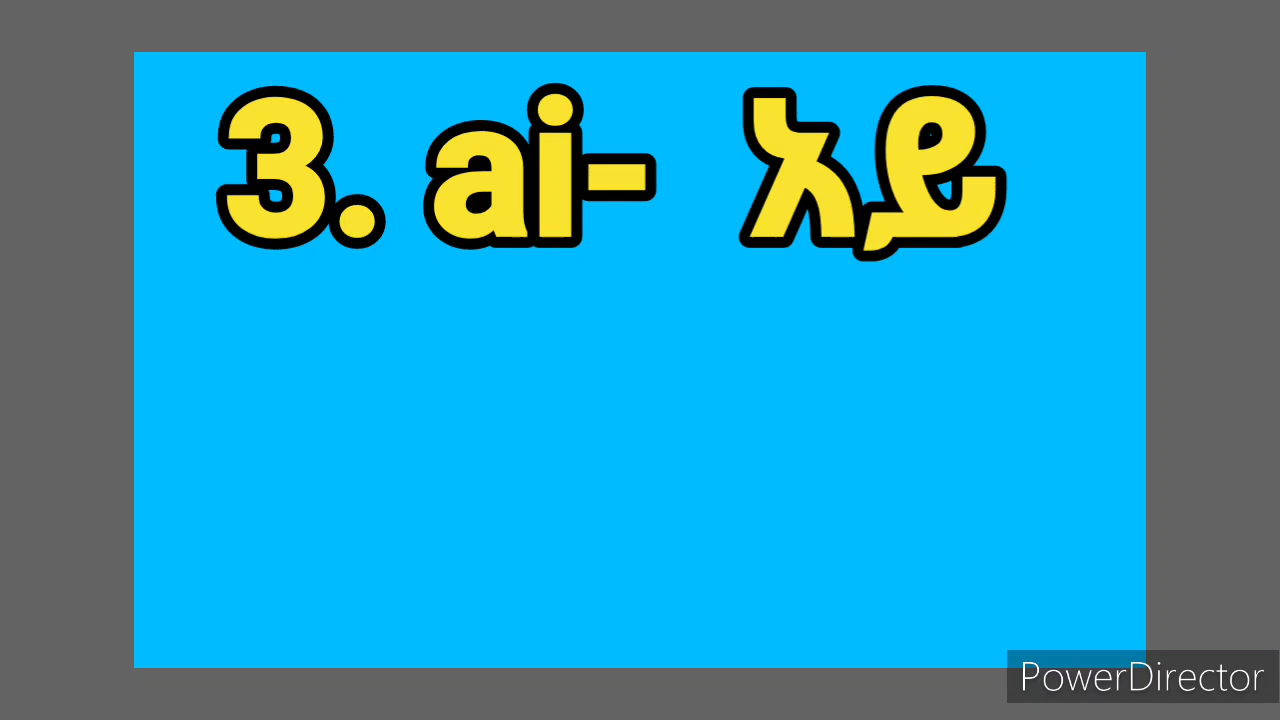 3. ai- አይ
PowerDirector